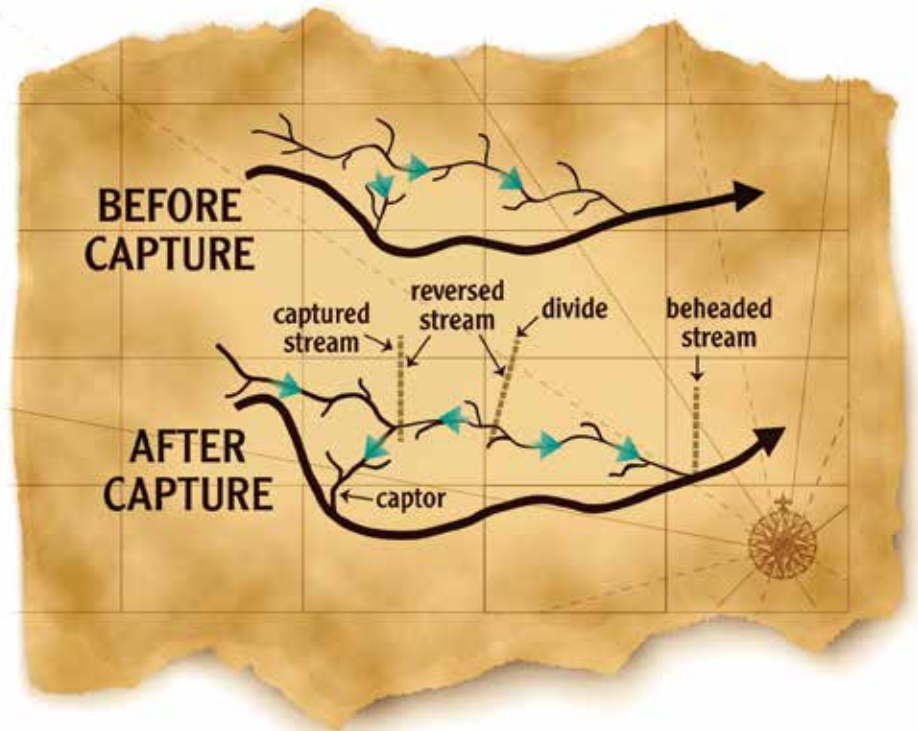 BEFORE
CAPTURE
captured
stream
reversed
stream
divide
beheaded
stream
AFTER
CAPTURE
captor